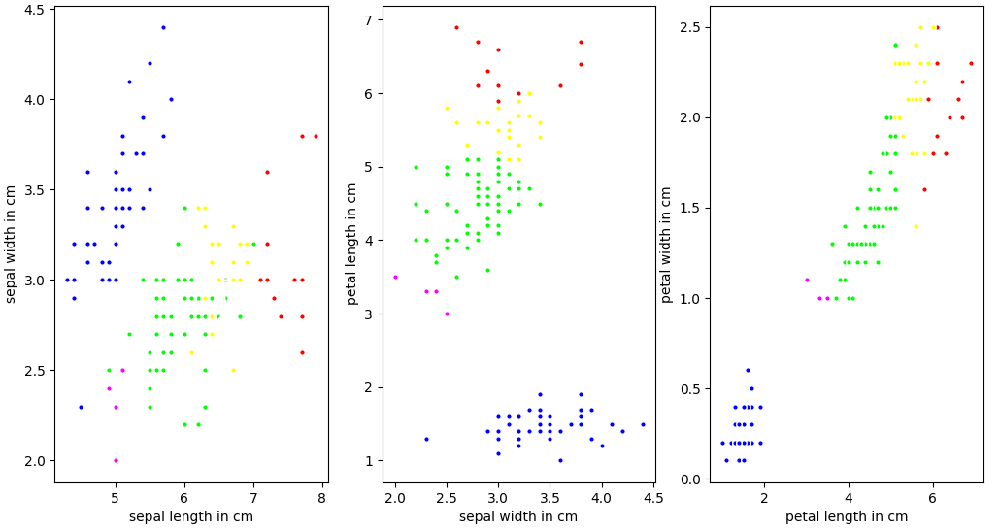 4.5
4.0
3.5
3.0
2.5
2.0
5 6 7 8
sepal length in cm
sepal width in cm
7
6
5
4
3
2
1
2.0 2.5 3.0 3.5 4.0 4.5
sepal width in cm
petal length in cm
2.5
2.0
1.5
1.0
0.5
0.0
2 4 6
petal length in cm
petal width in cm